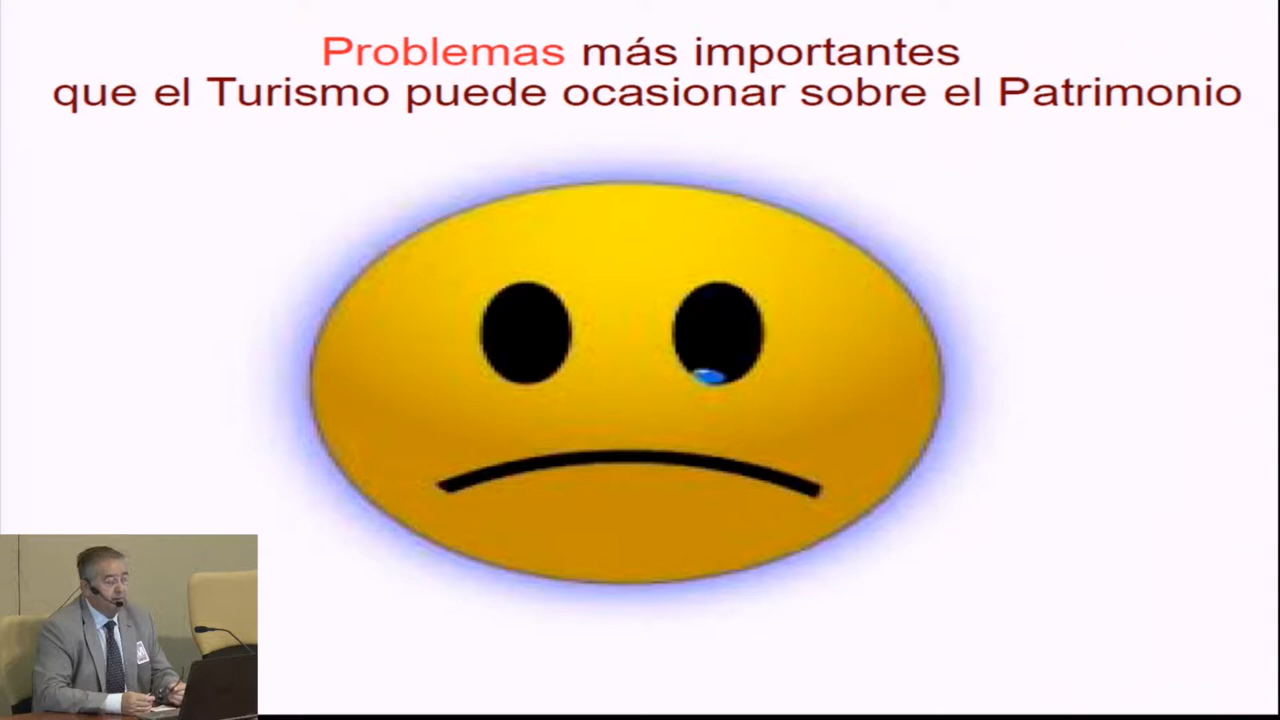 Problemas más importantes
que el Turismo puede ocasionar sobre el Patrimonio